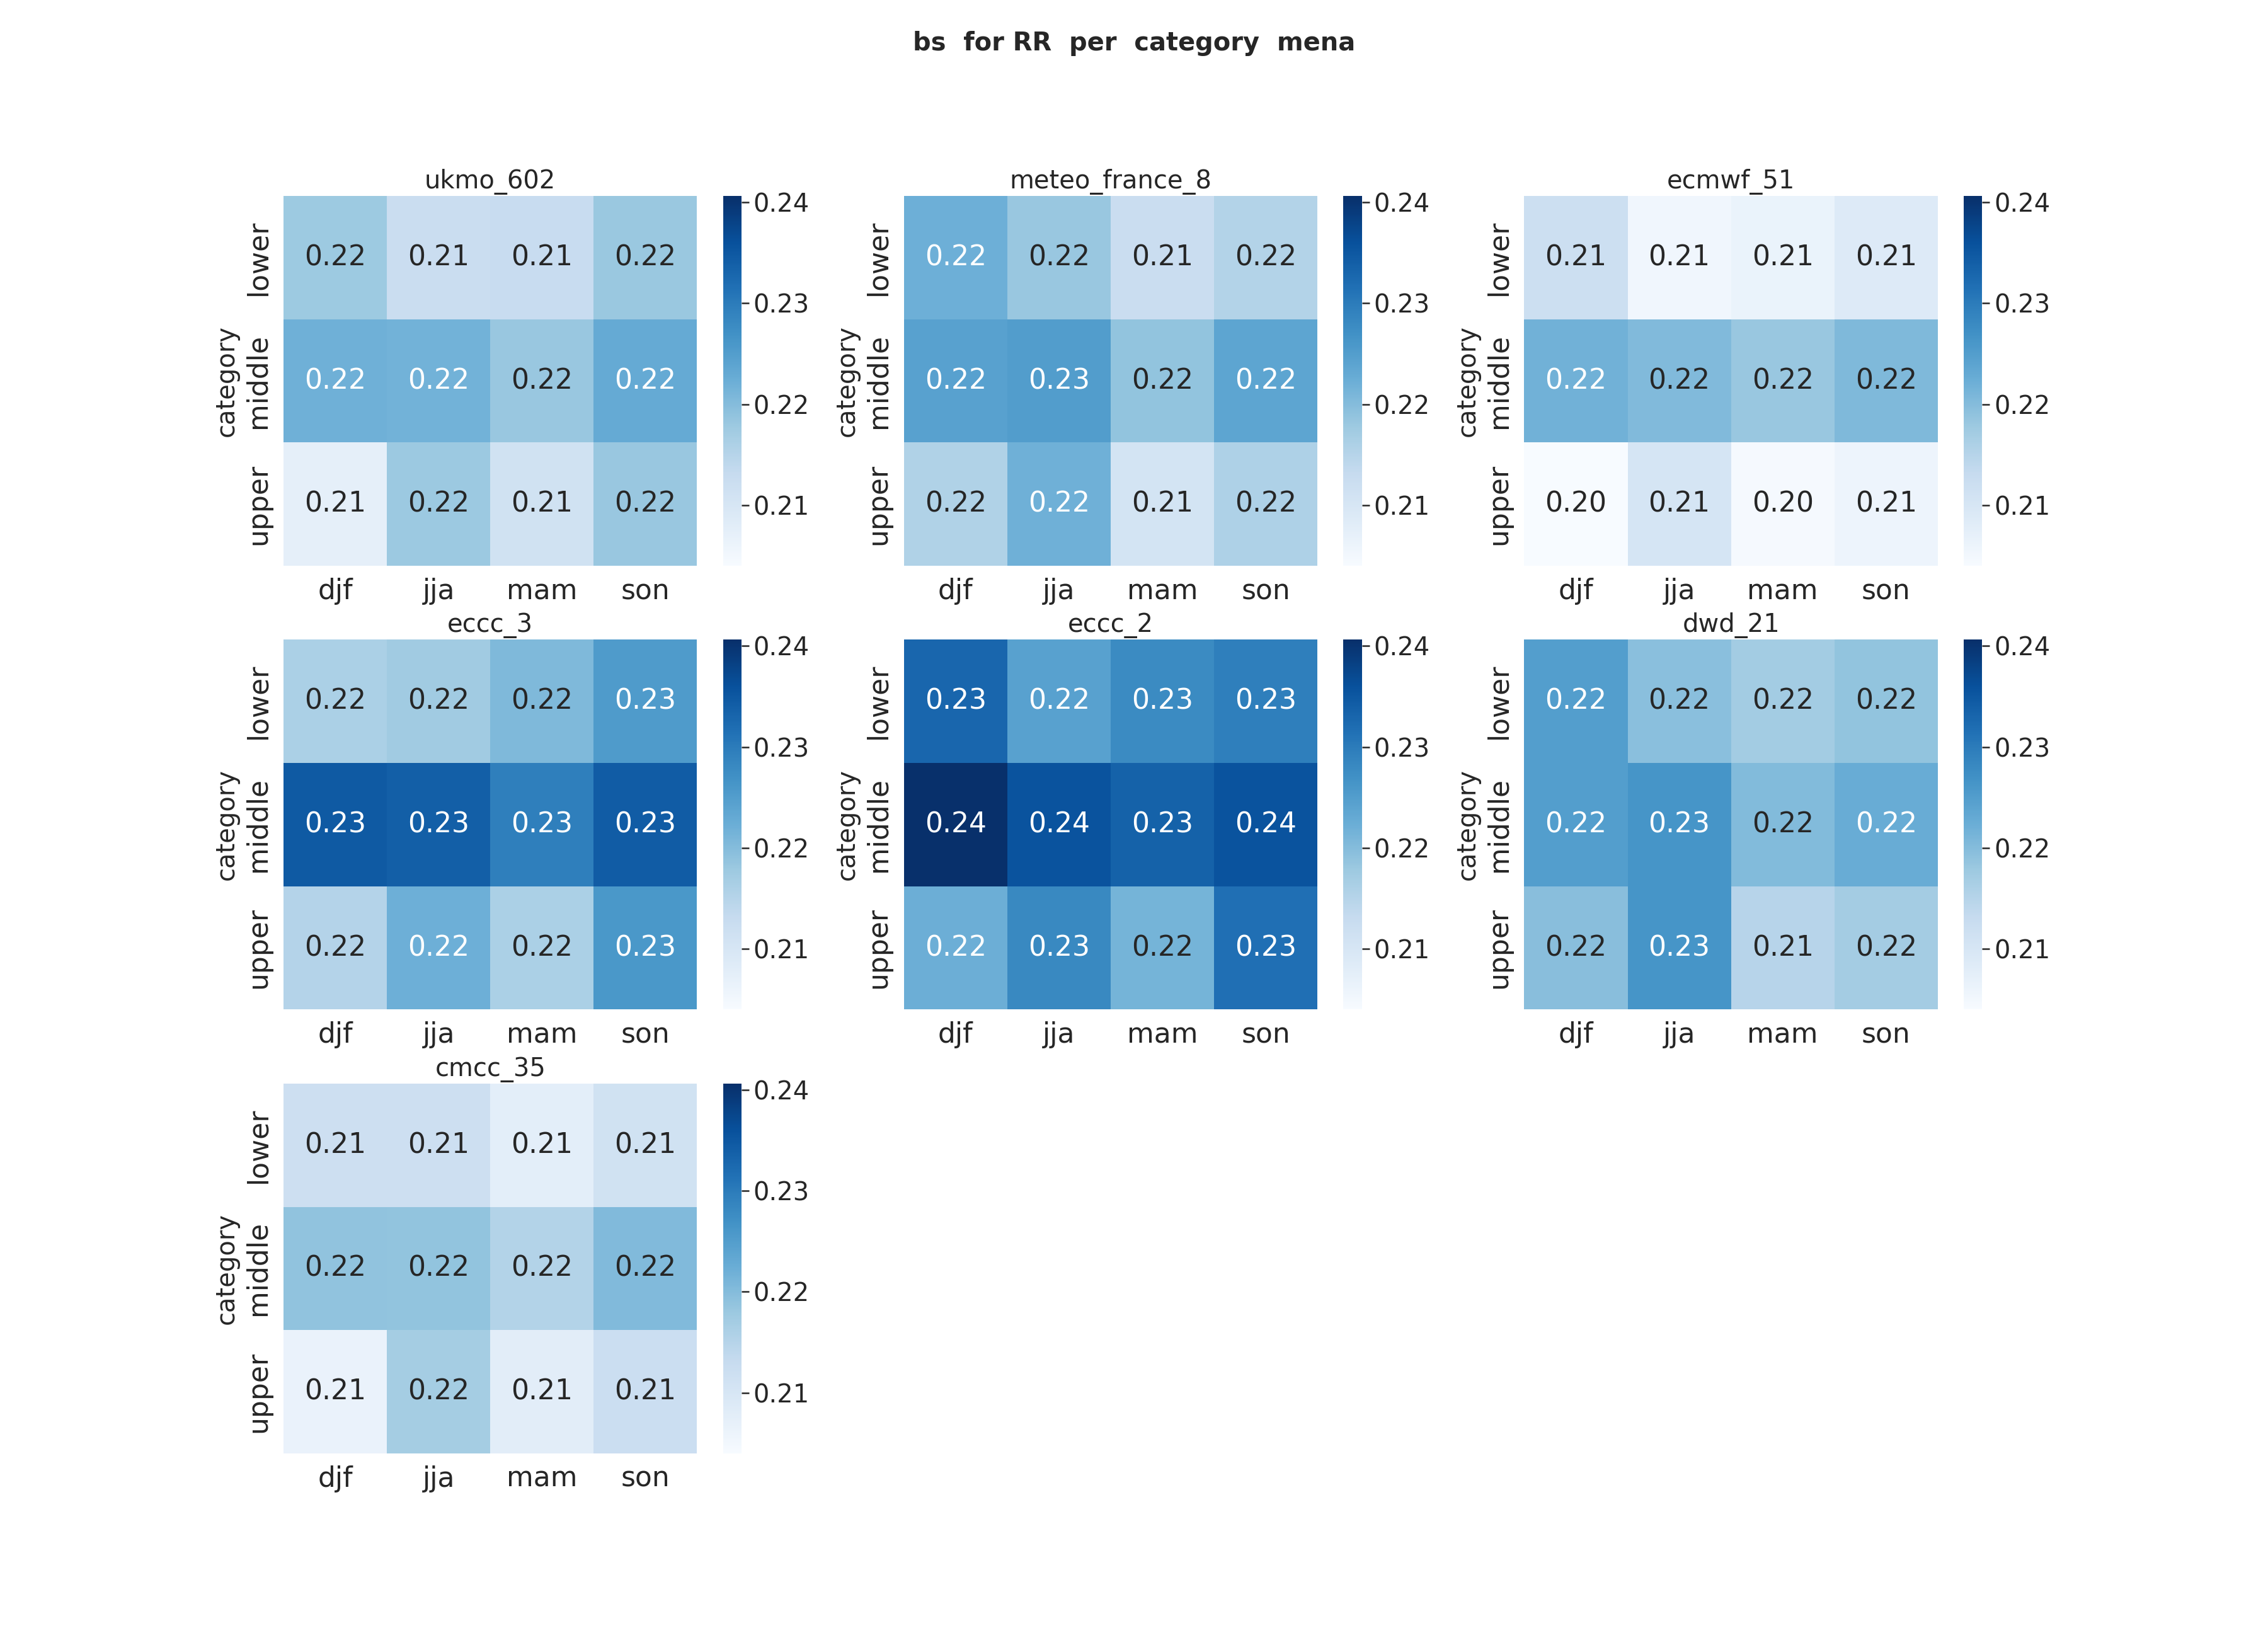 bs for RR per category mena
ukmo_602
category
lower
middle
upper
0.22 0.21 0.21 0.22
0.22 0.22 0.22 0.22
0.21 0.22 0.21 0.22
djf jja mam son
0.24
0.23
0.22
0.21
meteo_france_8
category
lower
middle
upper
0.22 0.22 0.21 0.22
0.22 0.23 0.22 0.22
0.22 0.22 0.21 0.22
djf jja mam son
0.24
0.23
0.22
0.21
ecmwf_51
category
lower
middle
upper
0.21 0.21 0.21 0.21
0.22 0.22 0.22 0.22
0.20 0.21 0.20 0.21
djf jja mam son
0.24
0.23
0.22
0.21
eccc_3
category
lower
middle
upper
0.22 0.22 0.22 0.23
0.23 0.23 0.23 0.23
0.22 0.22 0.22 0.23
djf jja mam son
0.24
0.23
0.22
0.21
eccc_2
category
lower
middle
upper
0.23 0.22 0.23 0.23
0.24 0.24 0.23 0.24
0.22 0.23 0.22 0.23
djf jja mam son
0.24
0.23
0.22
0.21
dwd_21
category
lower
middle
upper
0.22 0.22 0.22 0.22
0.22 0.23 0.22 0.22
0.22 0.23 0.21 0.22
djf jja mam son
0.24
0.23
0.22
0.21
cmcc_35
category
lower
middle
upper
0.21 0.21 0.21 0.21
0.22 0.22 0.22 0.22
0.21 0.22 0.21 0.21
djf jja mam son
0.24
0.23
0.22
0.21